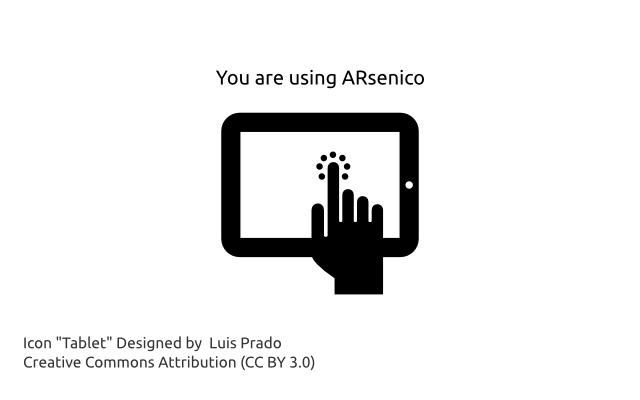 You are using ARsenico
Icon "Tablet" Designed by  Luis Prado
Creative Commons Attribution (CC BY 3.0)